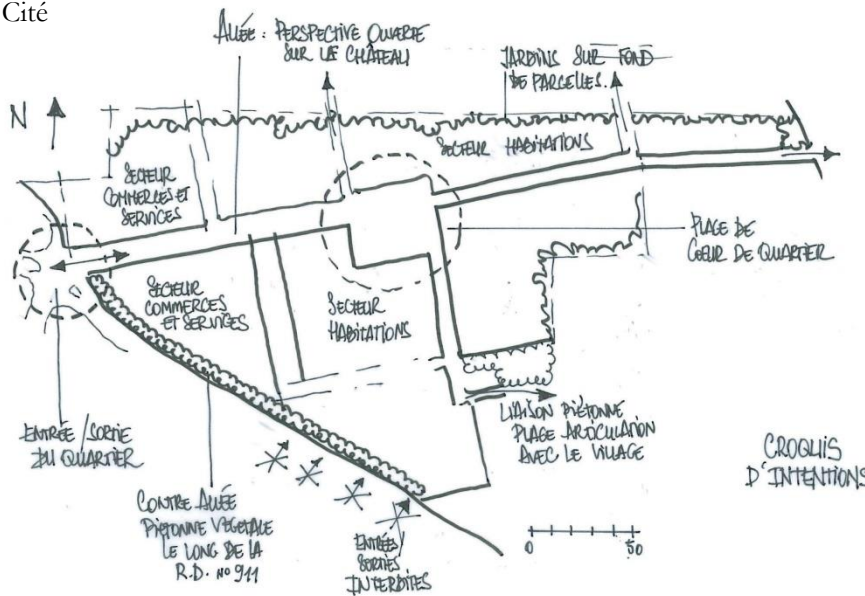 Cité
ALLÉE : PERSPECTIVE OUVERTE
SUR LE CHÂTEAU
JARDINS SUR FOND
DE PARCELLES.
N
SECTEUR
COMMERCES ET
SERVICES
SECTEUR HABITATIONS
PLACE DE
CŒUR DE QUARTIER
SECTEUR
COMMERCES
ET SERVICES
SECTEUR
HABITATIONS
ENTRÉE / SORTIE
DU QUARTIER
LIAISON PIÉTONNE
PLACE ARTICULATION
AVEC LE VILLAGE
CROQUIS
D'INTENTIONS
CONTRE ALLÉE
PIÉTONNE VÉGÉTALE
LE LONG DE LA
R.D. N° 911
ENTRÉES
SORTIES
INTERDITES
0 50